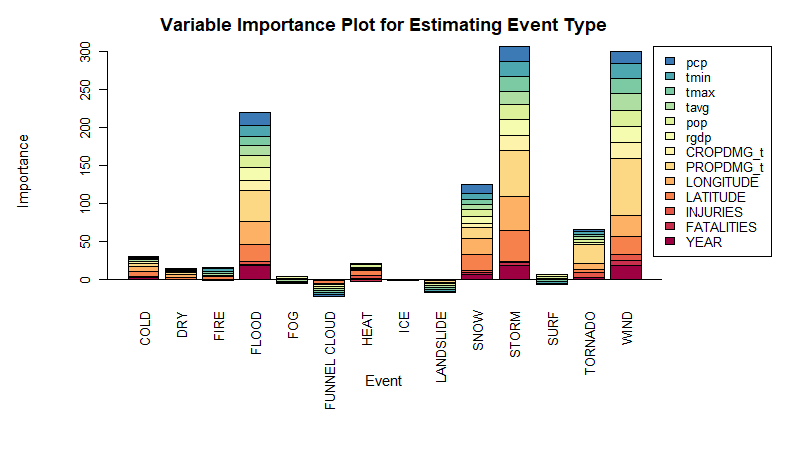 Variable Importance Plot for Estimating Event Type
Importance
300
250
200
150
100
50
0
COLD
DRY
FIRE
FLOOD
FOG
FUNNEL CLOUD
HEAT
ICE
LANDSLIDE
SNOW
STORM
SURF
TORNADO
WIND
Event
pcp
tmin
tmax
tavg
pop
rgdp
CROPDMG_t
PROPDMG_t
LONGITUDE
LATITUDE
INJURIES
FATALITIES
YEAR